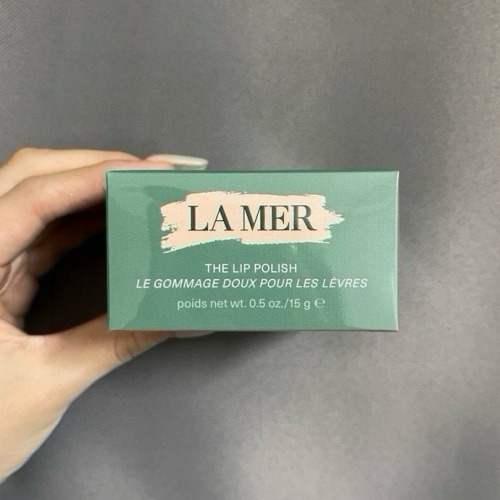 LA MER
THE LIP POLISH
LE GOMMAGE DOUX POUR LES LÈVRES
poids net wt. 0.5 oz./15 g ℮